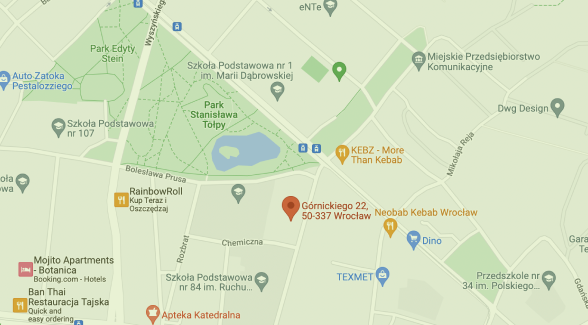 eNTe
Wyszyńskiego
Park Edyty
Stein
Szkoła Podstawowa nr 1
im. Marii Dąbrowskiej
Miejskie Przedsiębiorstwo
Komunikacyjne
Auto Zatoka
Pestalozziego
Park
Stanisława
Tołpy
Dwg Design
Szkoła Podstawowa
nr 107
Mikołaja Reja
KEBZ - More
Than Kebab
Bolesława Prusa
koła
RainbowRoll
Kup Teraz i
Oszczędzaj
Górnickiego 22,
50-337 Wrocław
Neobab Kebab Wrocław
Rozbrat
Chemiczna
Dino
Gara
Te
Mojito Apartments
- Botanica
Booking.com - Hotels
Szkoła Podstawowa
nr 84 im. Ruchu...
TEXMET
Przedszkole nr
34 im. Polskiego...
Gdańs
Ban Thai
Restauracja Tajska
Quick and
easy ordering
Apteka Katedralna